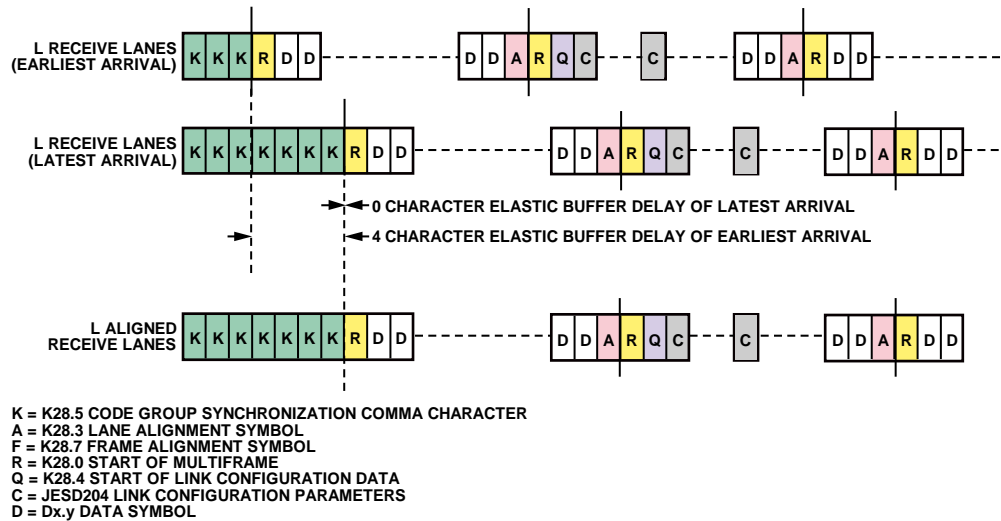 L RECEIVE LANES
(EARLIEST ARRIVAL)
K K K R D D
D D A R Q C
C
D D A R D D
L RECEIVE LANES
(LATEST ARRIVAL)
K K K K K K K R D D
D D A R Q C
C
D D A R D D
0 CHARACTER ELASTIC BUFFER DELAY OF LATEST ARRIVAL
4 CHARACTER ELASTIC BUFFER DELAY OF EARLIEST ARRIVAL
L ALIGNED
RECEIVE LANES
K K K K K K K R D D
D D A R Q C
C
D D A R D D
K = K28.5 CODE GROUP SYNCHRONIZATION COMMA CHARACTER
A = K28.3 LANE ALIGNMENT SYMBOL
F = K28.7 FRAME ALIGNMENT SYMBOL
R = K28.0 START OF MULTIFRAME
Q = K28.4 START OF LINK CONFIGURATION DATA
C = JESD204 LINK CONFIGURATION PARAMETERS
D = Dx.y DATA SYMBOL